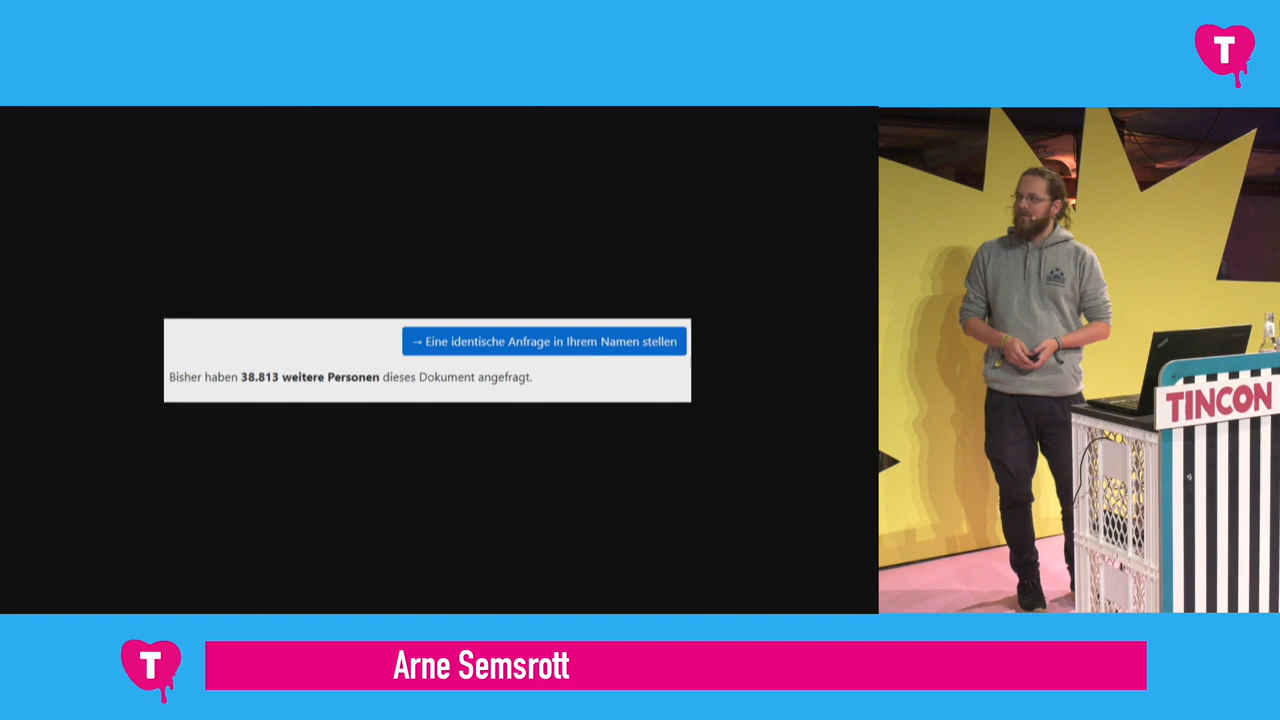 T
→ Eine identische Anfrage in Ihrem Namen stellen
Bisher haben 38.813 weitere Personen dieses Dokument angefragt.
TINCON
T
Arne Semsrott